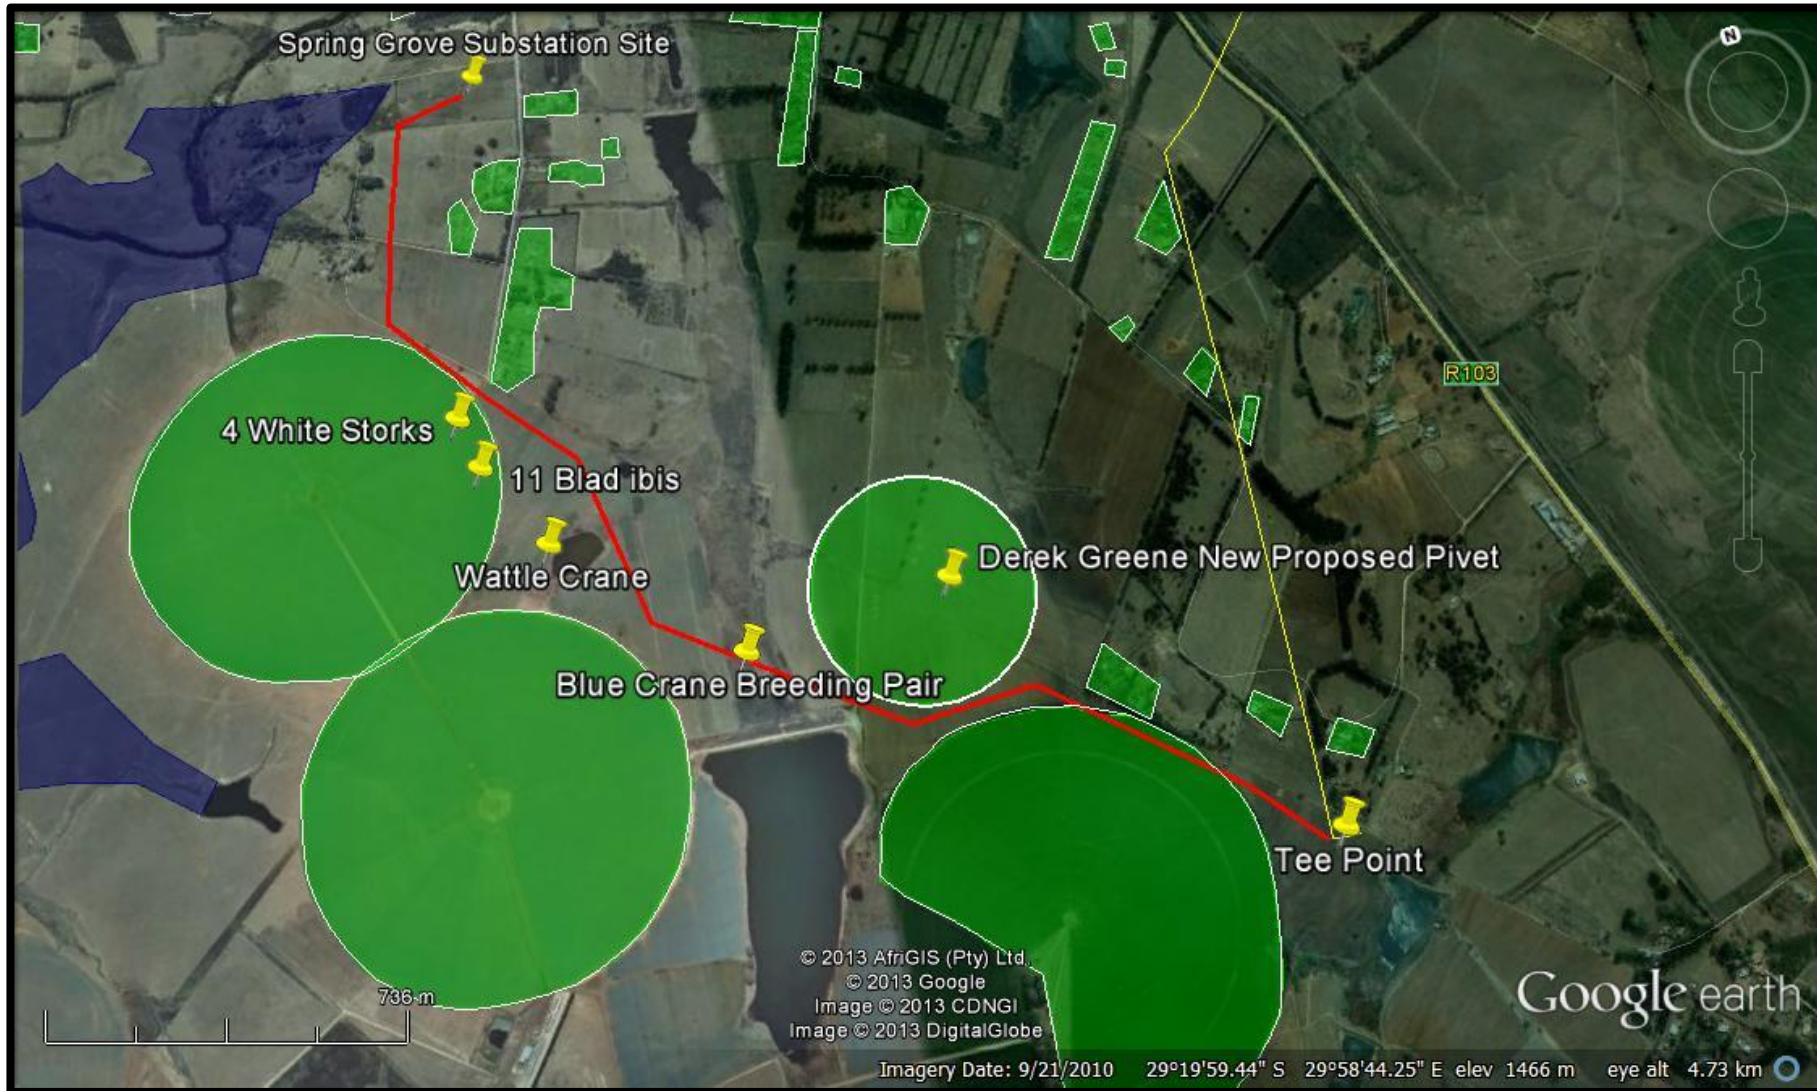 Spring Grove Substation Site
N
R103
4 White Storks
11 Blad ibis
Wattle Crane
Derek Greene New Proposed Pivet
Blue Crane Breeding Pair
Tee Point
© 2013 AfriGIS (Pty) Ltd.
© 2013 Google
Image © 2013 CDNGI
Image © 2013 DigitalGlobe
736 m
Google earth
Imagery Date: 9/21/2010 29°19'59.44" S 29°58'44.25" E elev 1466 m eye alt 4.73 km